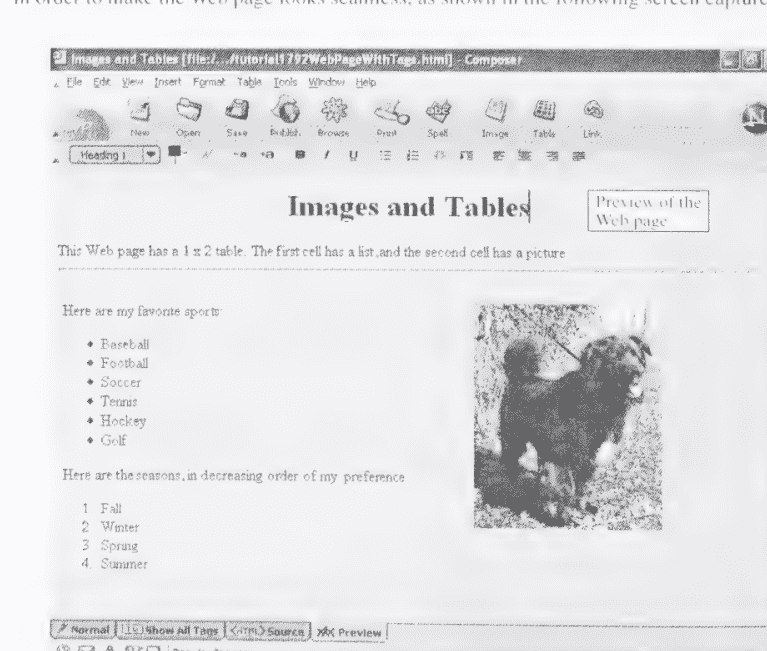 in order to make the Web page looks seamless, as shown in the following screen capture
Images and Tables [file:/.../tutorial1792WebPageWithTags.html] - Composer
File Edit View Insert Format Table Tools Window Help
New Open Save Publish Browse Print Spell Image Table Link N
Heading 1 -a +a B I U
Images and Tables
Preview of the
Web page
This Web page has a 1 x 2 table. The first cell has a list,and the second cell has a picture
Here are my favorite sports:
Baseball
Football
Soccer
Tennis
Hockey
Golf
Here are the seasons, in decreasing order of my preference
1 Fall
2 Winter
3 Spring
4. Summer
Normal Show All Tags <HTML> Source Preview